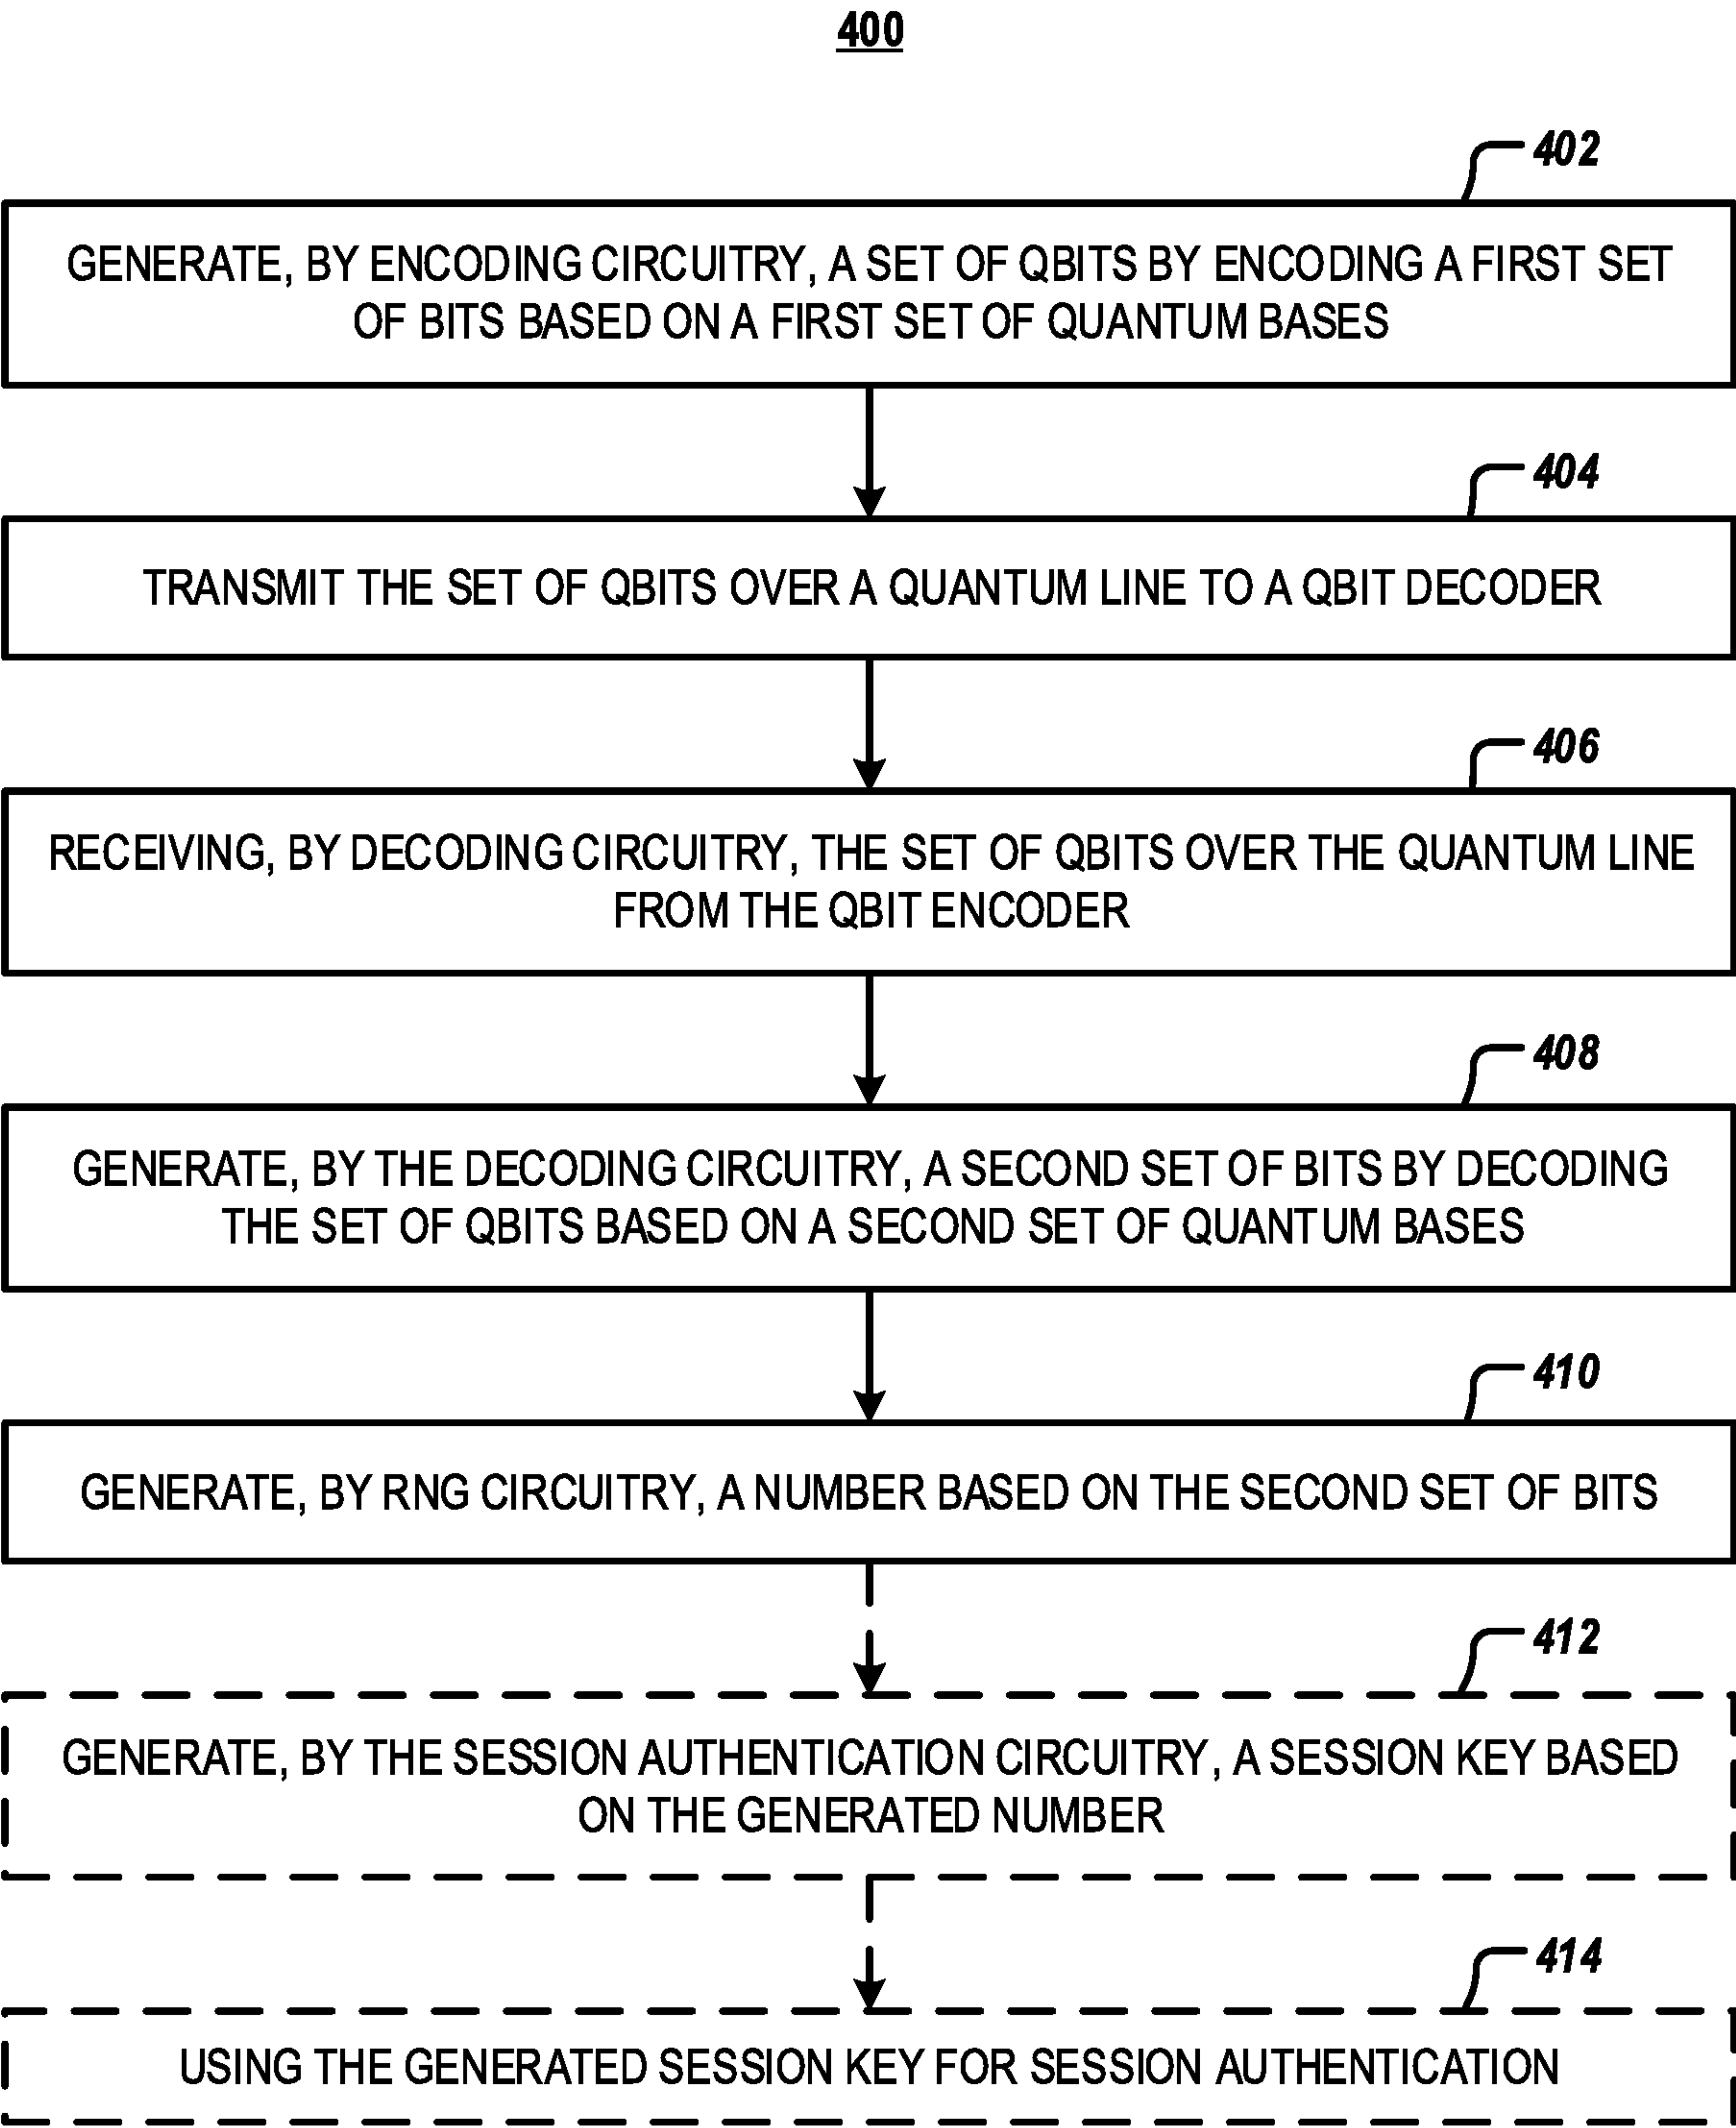 400
402
GENERATE, BY ENCODING CIRCUITRY, A SET OF QBITS BY ENCODING A FIRST SET
OF BITS BASED ON A FIRST SET OF QUANTUM BASES
404
TRANSMIT THE SET OF QBITS OVER A QUANTUM LINE TO A QBIT DECODER
406
RECEIVING, BY DECODING CIRCUITRY, THE SET OF QBITS OVER THE QUANTUM LINE
FROM THE QBIT ENCODER
408
GENERATE, BY THE DECODING CIRCUITRY, A SECOND SET OF BITS BY DECODING
THE SET OF QBITS BASED ON A SECOND SET OF QUANTUM BASES
410
GENERATE, BY RNG CIRCUITRY, A NUMBER BASED ON THE SECOND SET OF BITS
412
GENERATE, BY THE SESSION AUTHENTICATION CIRCUITRY, A SESSION KEY BASED
ON THE GENERATED NUMBER
414
USING THE GENERATED SESSION KEY FOR SESSION AUTHENTICATION